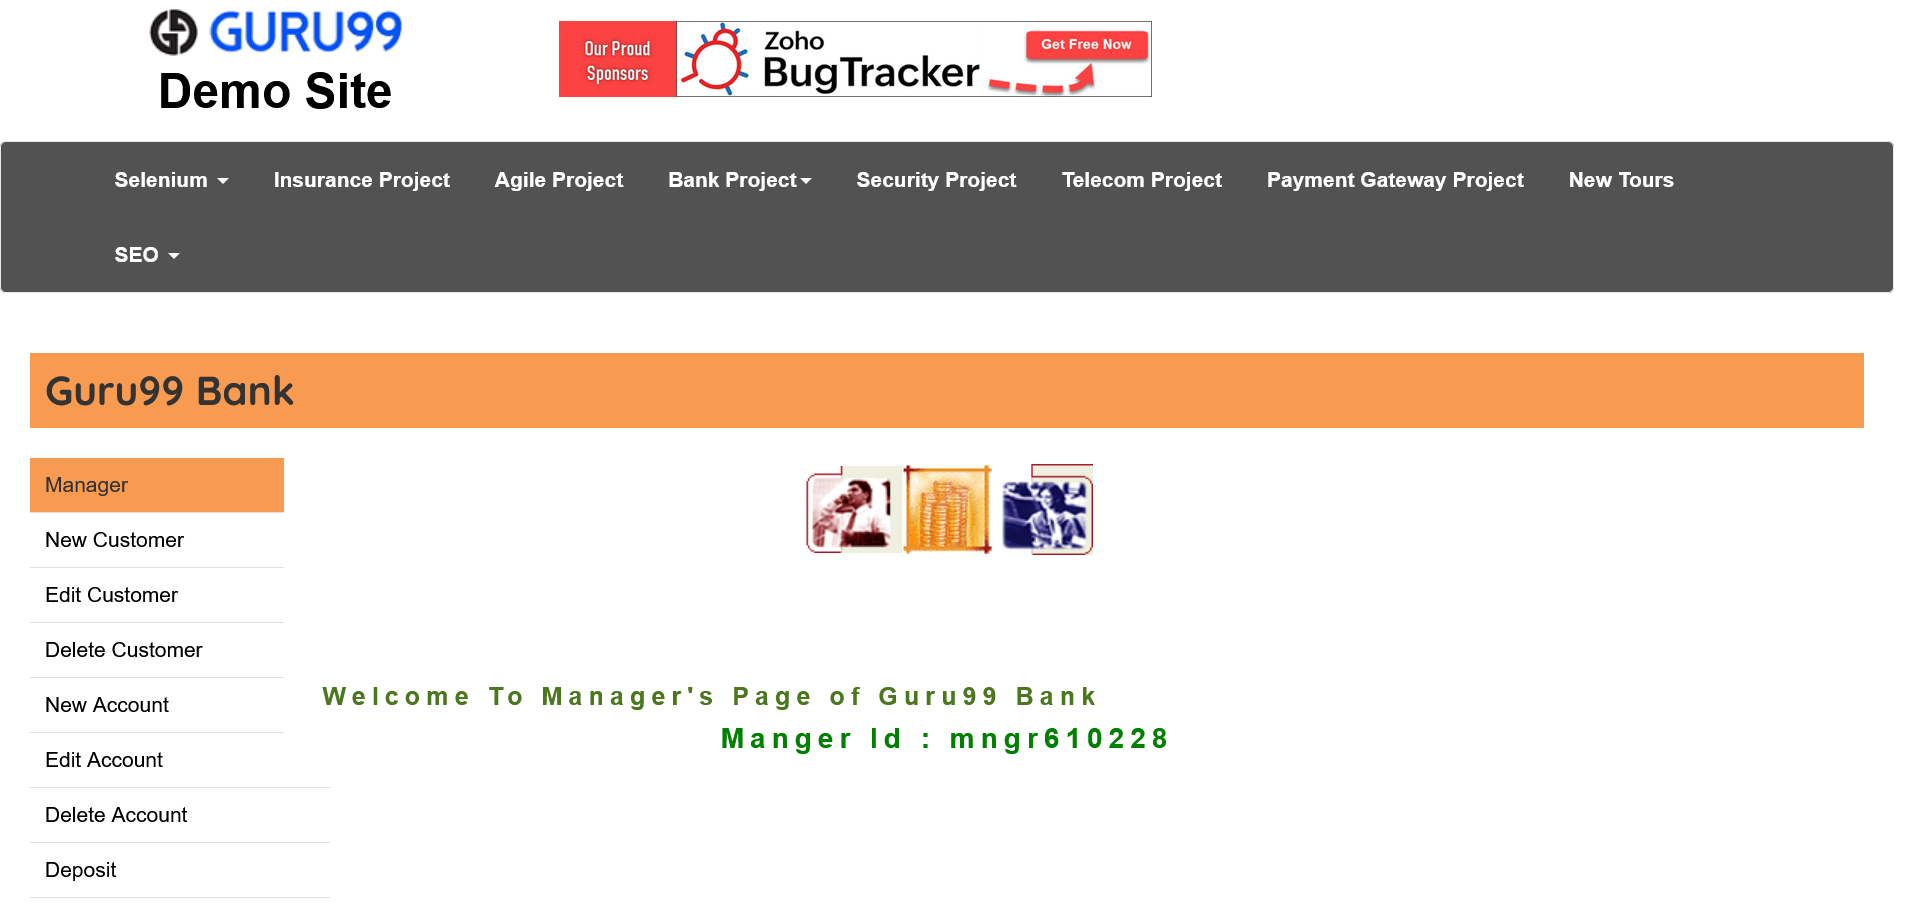 GURU99
Demo Site
Our Proud
Sponsors
Zoho
BugTracker
Get Free Now
Selenium
Insurance Project
Agile Project
Bank Project
Security Project
Telecom Project
Payment Gateway Project
New Tours
SEO
Guru99 Bank
Manager
New Customer
Edit Customer
Delete Customer
New Account
Edit Account
Delete Account
Deposit
Welcome To Manager's Page of Guru99 Bank
Manger Id : mngr610228